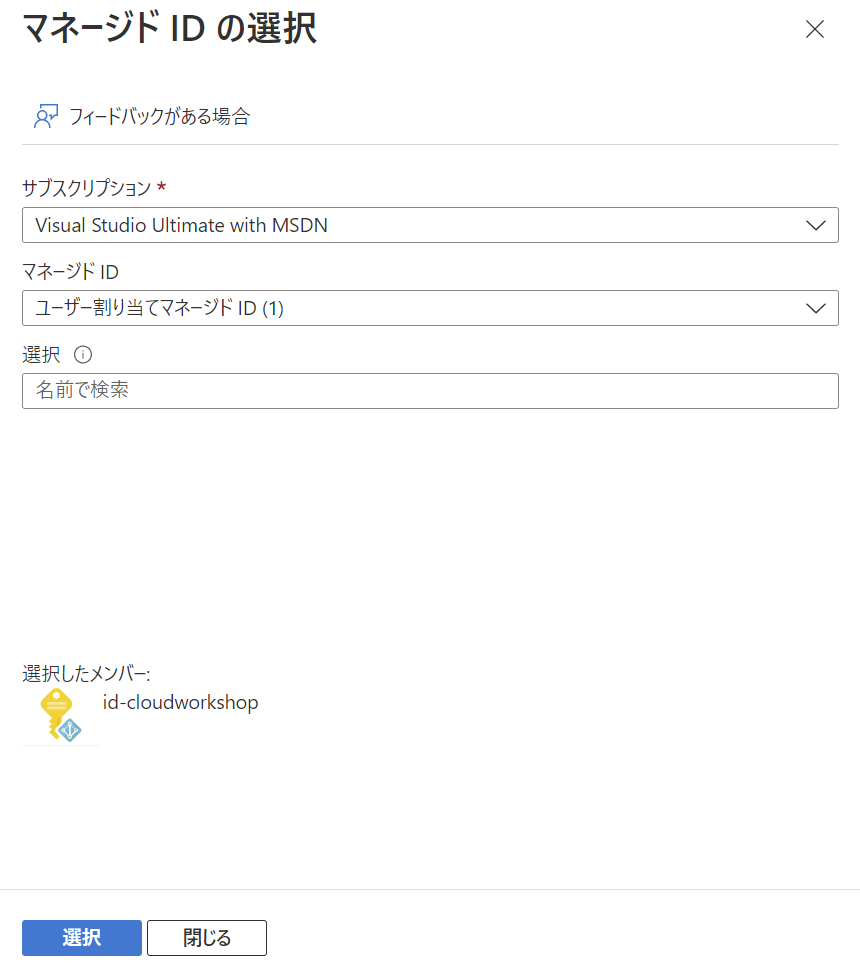 マネージド ID の選択
フィードバックがある場合
サブスクリプション *
Visual Studio Ultimate with MSDN
マネージド ID
ユーザー割り当てマネージド ID (1)
選択
名前で検索
選択したメンバー:
id-cloudworkshop
選択 閉じる